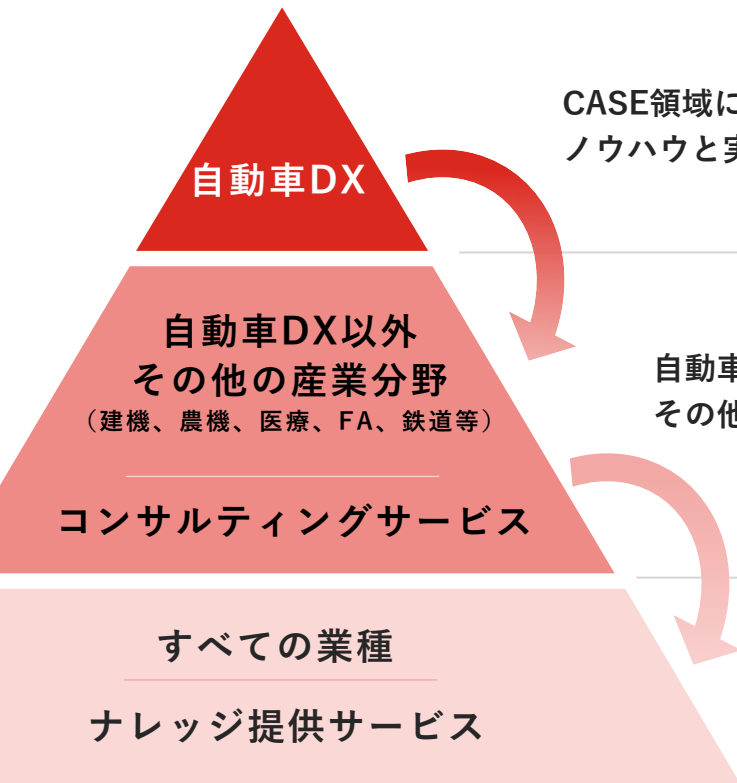 CASE領域に
ノウハウと実
自動車DX
自動車DX以外
その他の産業分野
（建機、農機、医療、FA、鉄道等）
コンサルティングサービス
自動車
その他
すべての業種
ナレッジ提供サービス